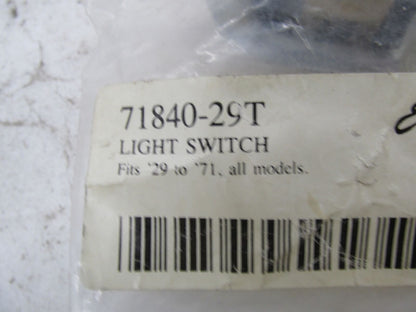 71840-29T
LIGHT SWITCH
Fits '29 to '71, all models.